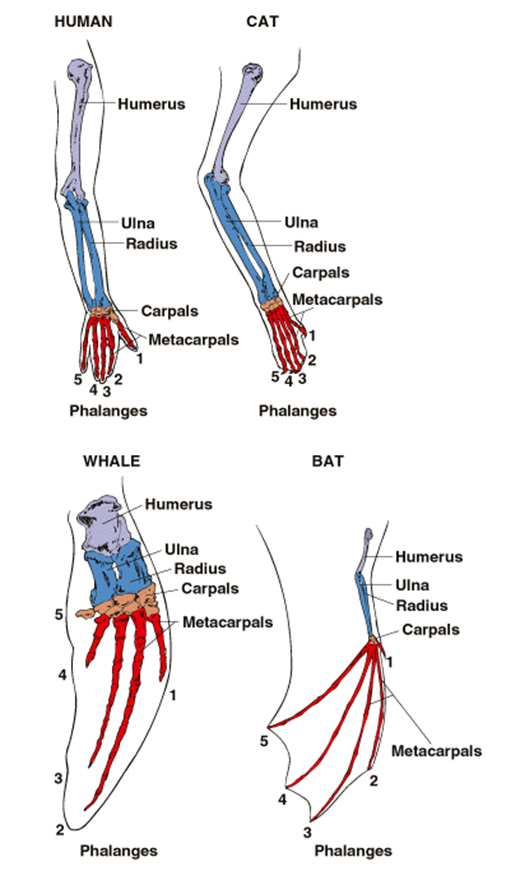 HUMAN
Humerus
Ulna
Radius
Carpals
Metacarpals
1
2
3
4
5
Phalanges
CAT
Humerus
Ulna
Radius
Carpals
Metacarpals
1
2
3
4
5
Phalanges
WHALE
Humerus
Ulna
Radius
Carpals
5
Metacarpals
4
1
3
2
Phalanges
BAT
Humerus
Ulna
Radius
Carpals
1
5
Metacarpals
2
4
3
Phalanges